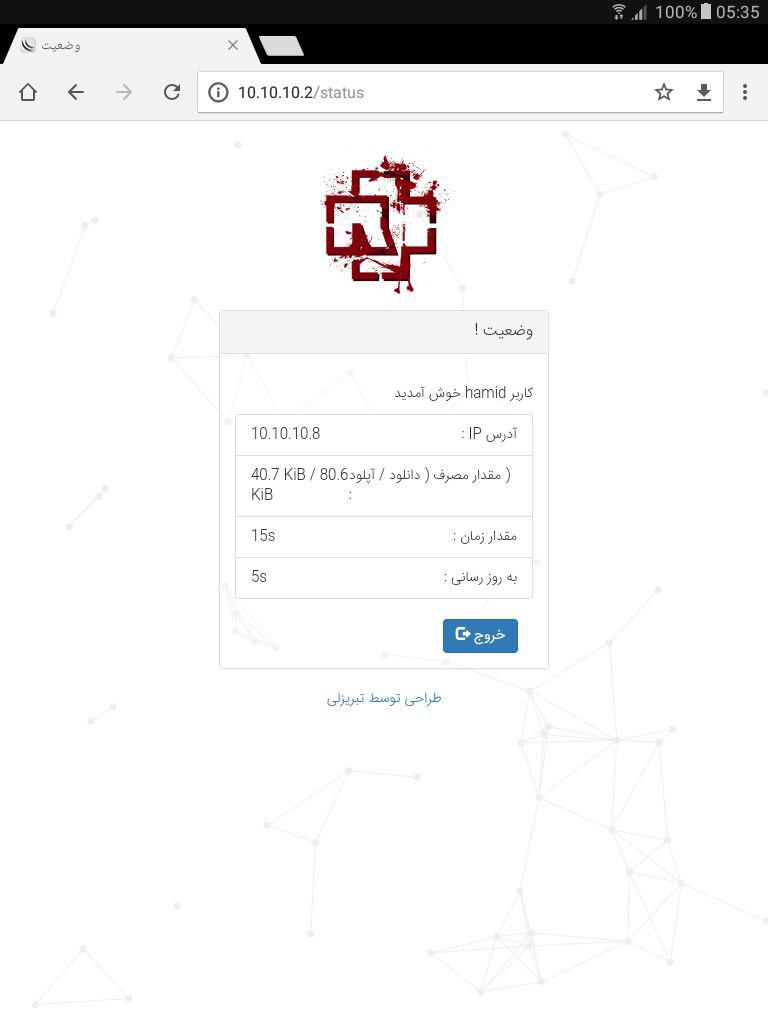 100% 05:35
وضعیت
10.10.10.2/status
وضعیت !
کاربر hamid خوش آمدید
آدرس IP : 10.10.10.8
مقدار مصرف ( دانلود / آپلود ) : 40.7 KiB / 80.6 KiB
مقدار زمان : 15s
به روز رسانی : 5s
خروج
طراحی توسط تبریزلی